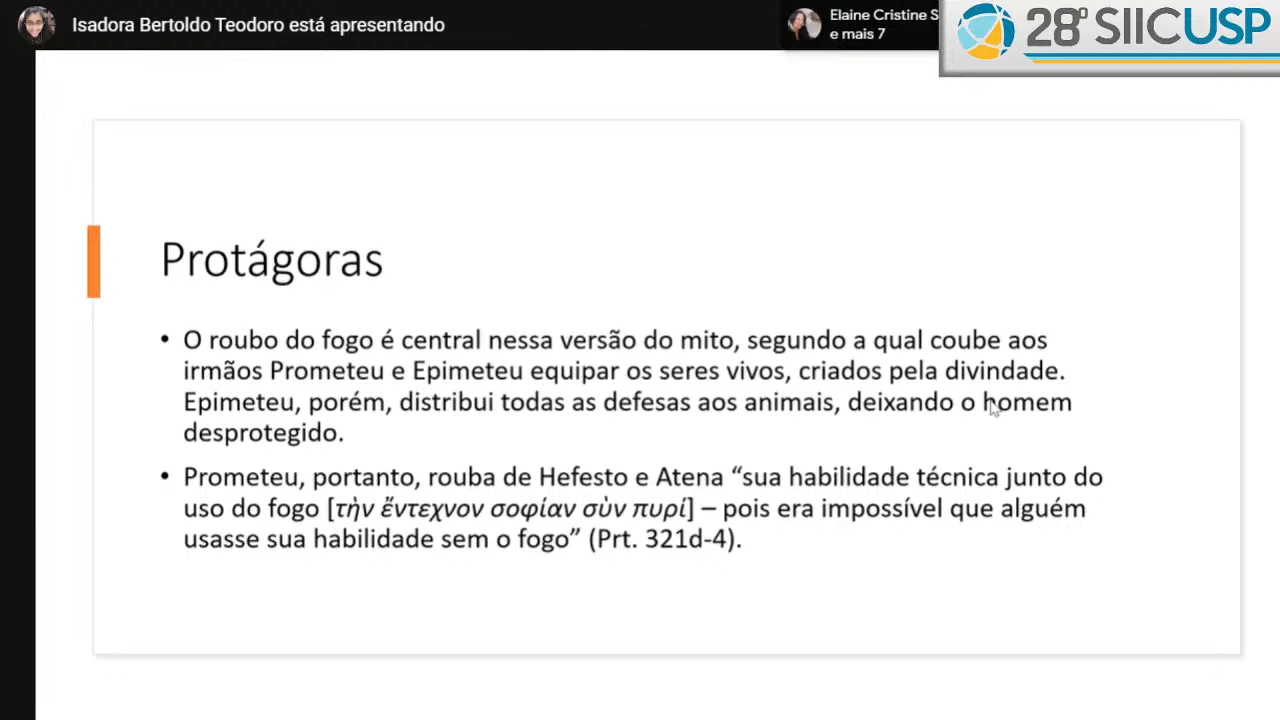 Isadora Bertoldo Teodoro está apresentando
Elaine Cristine S
e mais 7
28º SIICUSP
Protágoras
• O roubo do fogo é central nessa versão do mito, segundo a qual coube aos
irmãos Prometeu e Epimeteu equipar os seres vivos, criados pela divindade.
Epimeteu, porém, distribui todas as defesas aos animais, deixando o homem
desprotegido.
• Prometeu, portanto, rouba de Hefesto e Atena “sua habilidade técnica junto do
uso do fogo [τὴν ἔντεχνον σοφίαν σὺν πυρί] – pois era impossível que alguém
usasse sua habilidade sem o fogo” (Prt. 321d-4).